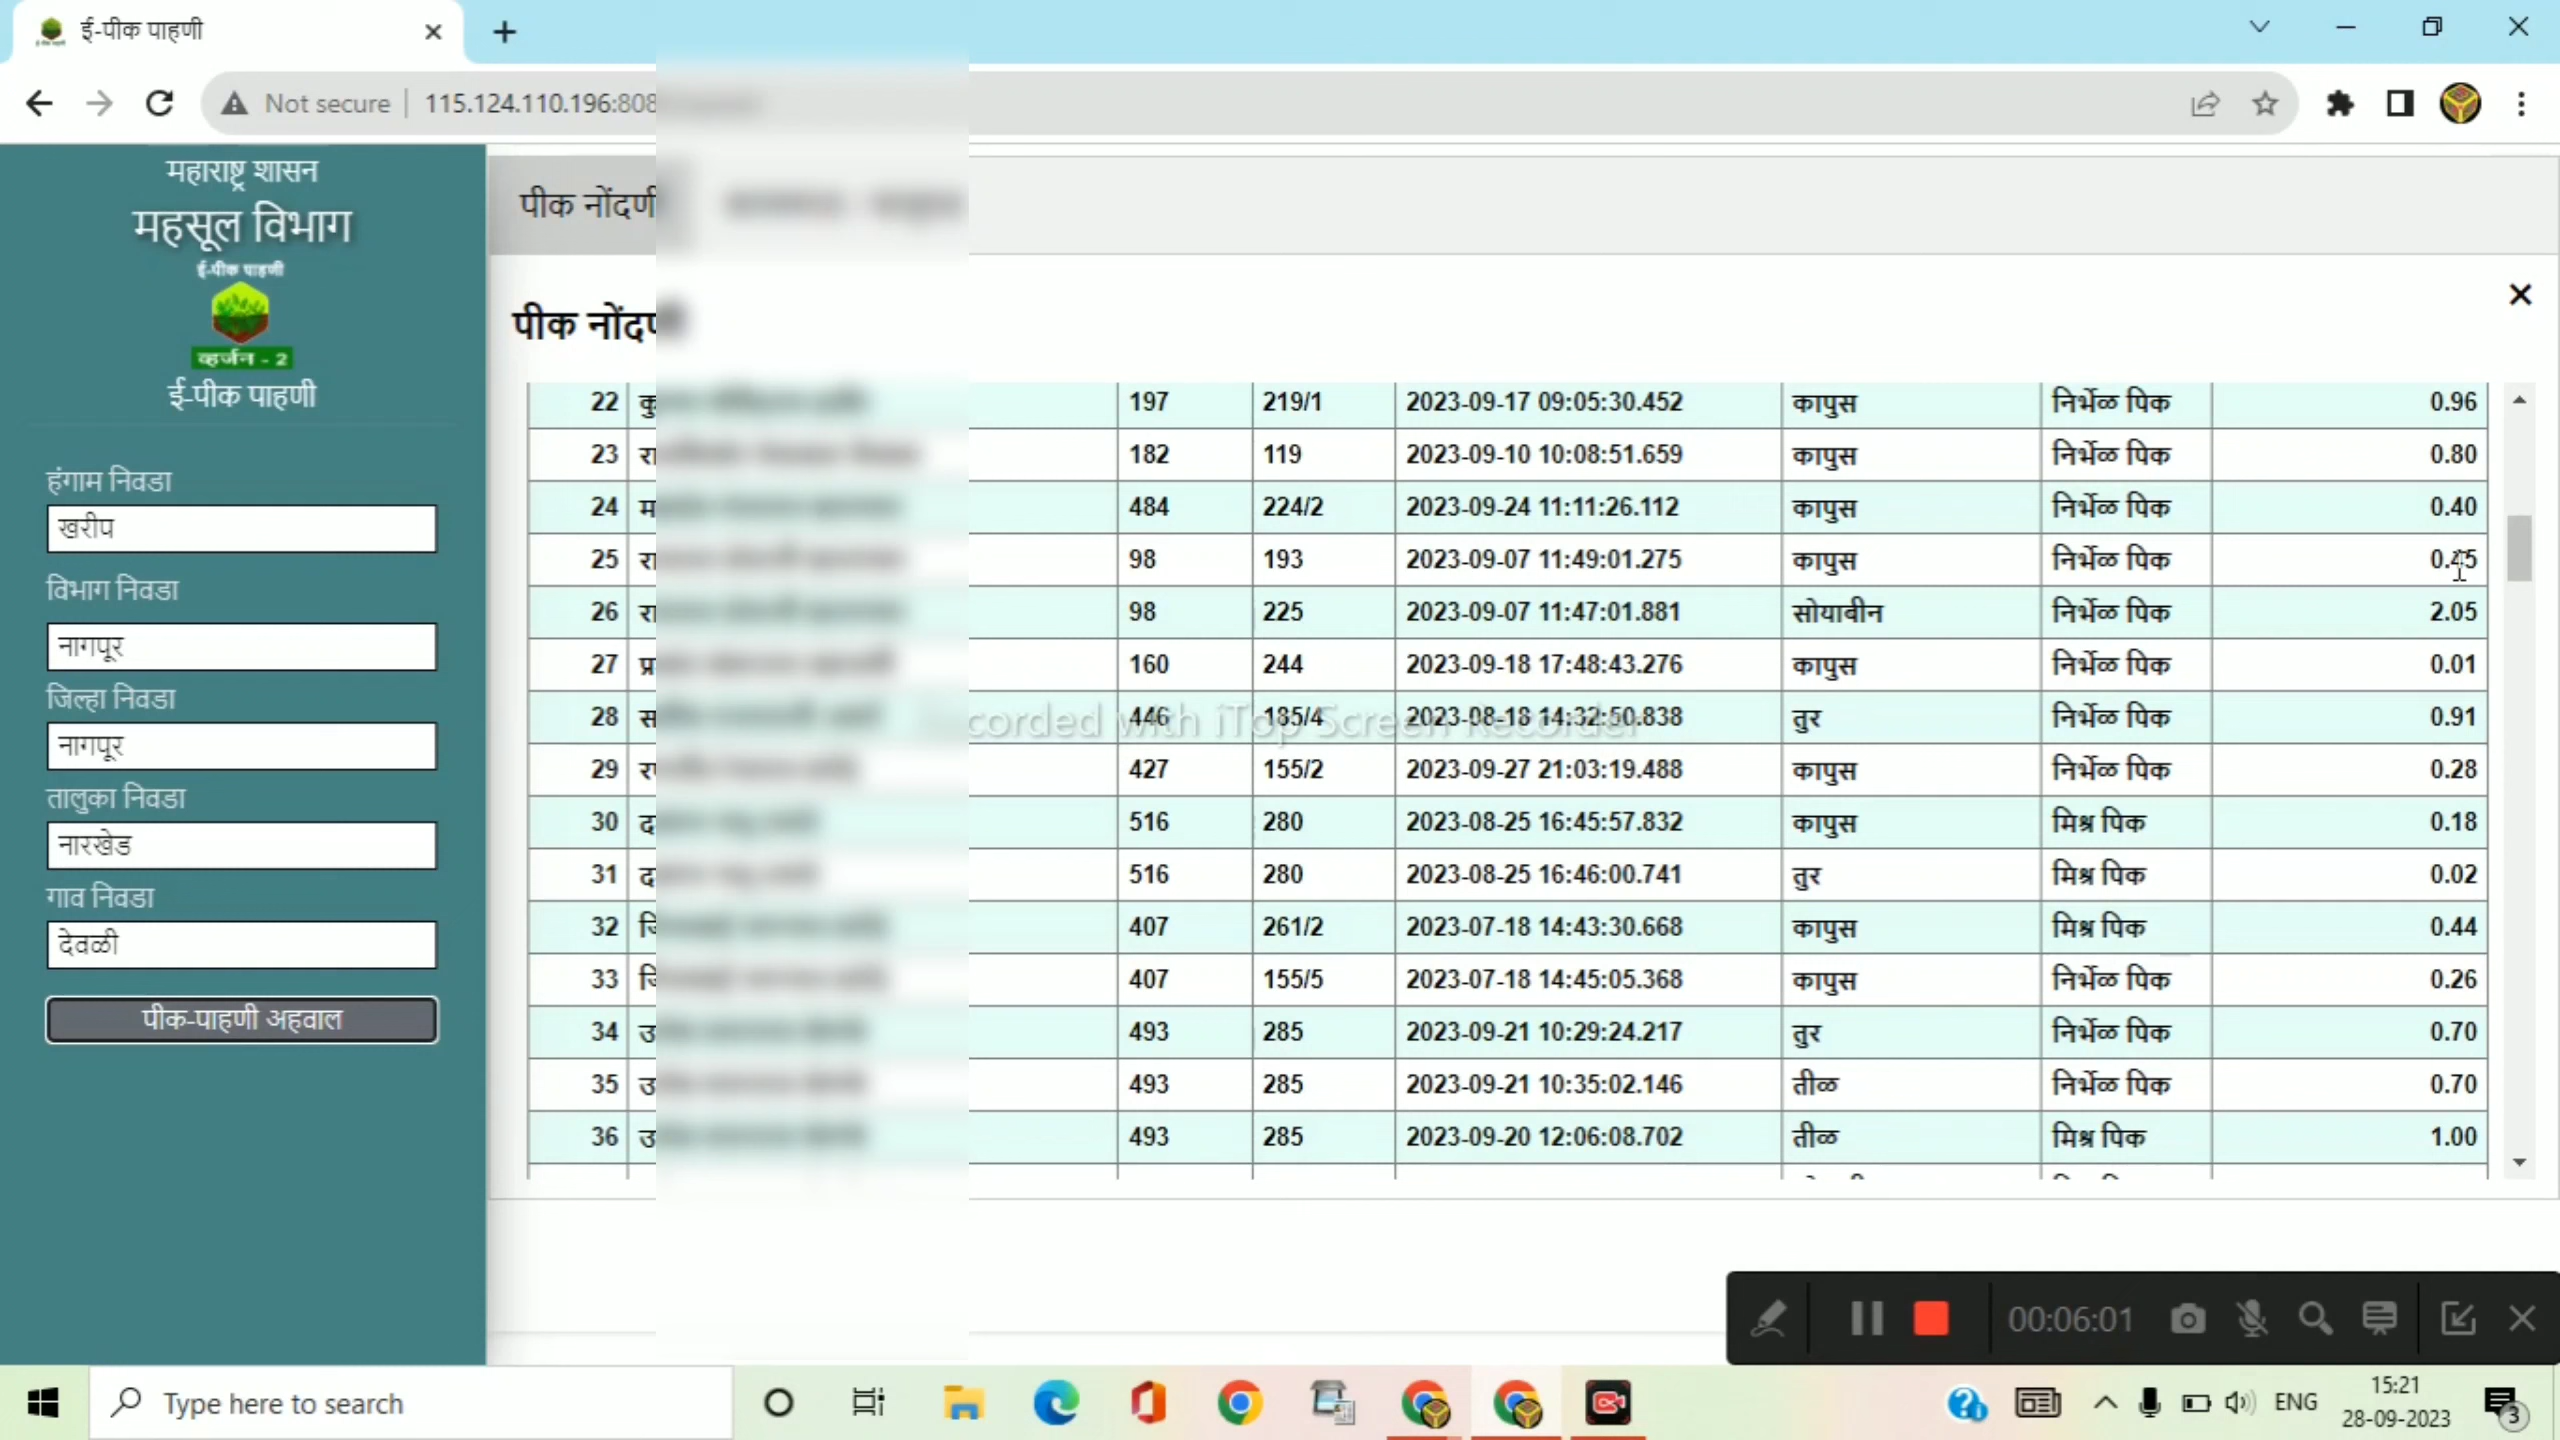 ई-पीक पाहणी
Not secure | 115.124.110.196:808
महाराष्ट्र शासन
महसूल विभाग
ई-पीक पाहणी
व्हर्जन - 2
ई-पीक पाहणी
हंगाम निवडा
खरीप
विभाग निवडा
नागपूर
जिल्हा निवडा
नागपूर
तालुका निवडा
नारखेड
गाव निवडा
देवळी
पीक-पाहणी अहवाल
पीक नोंदणी
पीक नोंदणी
22 197 219/1 2023-09-17 09:05:30.452 कापुस निर्भेळ पिक 0.96
23 182 119 2023-09-10 10:08:51.659 कापुस निर्भेळ पिक 0.80
24 484 224/2 2023-09-24 11:11:26.112 कापुस निर्भेळ पिक 0.40
25 98 193 2023-09-07 11:49:01.275 कापुस निर्भेळ पिक 0.45
26 98 225 2023-09-07 11:47:01.881 सोयाबीन निर्भेळ पिक 2.05
27 160 244 2023-09-18 17:48:43.276 कापुस निर्भेळ पिक 0.01
28 446 185/4 2023-08-18 14:32:50.838 तुर निर्भेळ पिक 0.91
corded with iTop Screen Recorder
29 427 155/2 2023-09-27 21:03:19.488 कापुस निर्भेळ पिक 0.28
30 516 280 2023-08-25 16:45:57.832 कापुस मिश्र पिक 0.18
31 516 280 2023-08-25 16:46:00.741 तुर मिश्र पिक 0.02
32 407 261/2 2023-07-18 14:43:30.668 कापुस मिश्र पिक 0.44
33 407 155/5 2023-07-18 14:45:05.368 कापुस निर्भेळ पिक 0.26
34 493 285 2023-09-21 10:29:24.217 तुर निर्भेळ पिक 0.70
35 493 285 2023-09-21 10:35:02.146 तीळ निर्भेळ पिक 0.70
36 493 285 2023-09-20 12:06:08.702 तीळ मिश्र पिक 1.00
00:06:01
Type here to search
ENG
15:21
28-09-2023
3